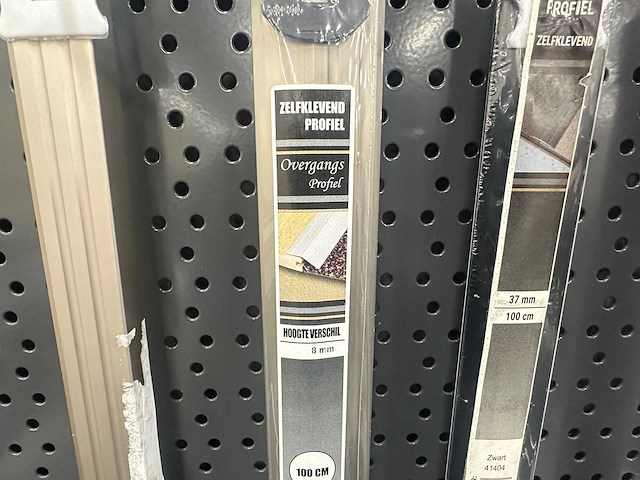 ZELFKLEVEND
PROFIEL
Overgangs
Profiel
HOOGTE VERSCHIL
8 mm
100 CM
PROFIEL
ZELFKLEVEND
37 mm
100 cm
Zwart
41404